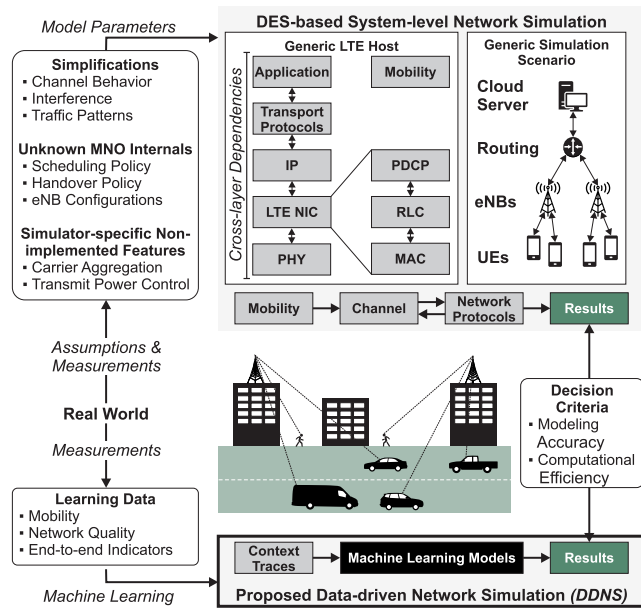 Model Parameters
Simplifications
▪ Channel Behavior
▪ Interference
▪ Traffic Patterns
Unknown MNO Internals
▪ Scheduling Policy
▪ Handover Policy
▪ eNB Configurations
Simulator-specific Non-
implemented Features
▪ Carrier Aggregation
▪ Transmit Power Control
Assumptions &
Measurements
Real World
Measurements
Learning Data
▪ Mobility
▪ Network Quality
▪ End-to-end Indicators
Machine Learning
DES-based System-level Network Simulation
Generic LTE Host
Cross-layer Dependencies
Application
Mobility
Transport
Protocols
IP
PDCP
LTE NIC
RLC
PHY
MAC
Generic Simulation
Scenario
Cloud
Server
Routing
eNBs
UEs
Mobility
Channel
Network
Protocols
Results
Decision
Criteria
▪ Modeling
Accuracy
▪ Computational
Efficiency
Context
Traces
Machine Learning Models
Results
Proposed Data-driven Network Simulation (DDNS)